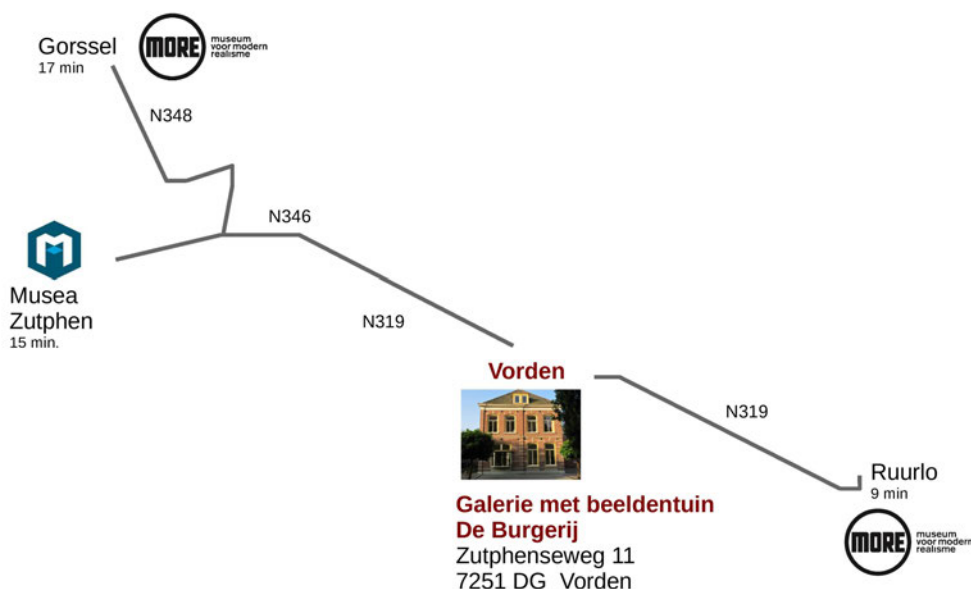 Gorssel
17 min
MORE
museum
voor modern
realisme
N348
N346
M
Musea
Zutphen
15 min.
N319
Vorden
N319
Ruurlo
9 min
Galerie met beeldentuin
De Burgerij
Zutphenseweg 11
7251 DG Vorden
MORE
museum
voor modern
realisme